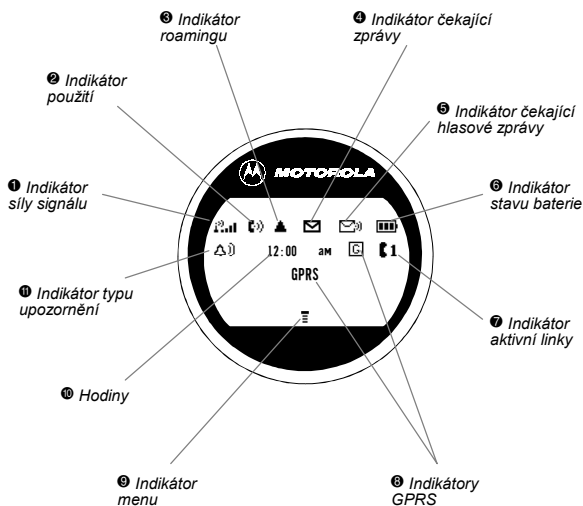 ❸ Indikátor
roamingu
❹ Indikátor čekající
zprávy
❷ Indikátor
použití
❺ Indikátor čekající
hlasové zprávy
❶ Indikátor
síly signálu
❻ Indikátor
stavu baterie
MOTOROLA
12:00 AM G 1
GPRS
⓫ Indikátor typu
upozornění
❼ Indikátor
aktivní linky
❿ Hodiny
❾ Indikátor
menu
❽ Indikátory
GPRS